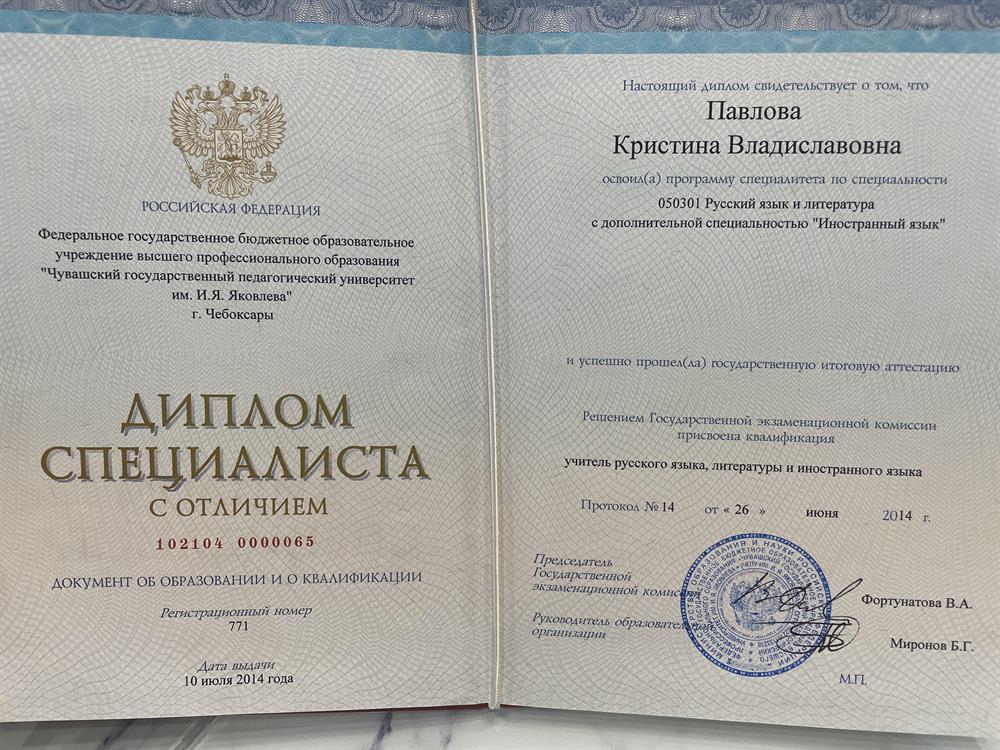 РОССИЙСКАЯ ФЕДЕРАЦИЯ
Федеральное государственное бюджетное образовательное
учреждение высшего профессионального образования
"Чувашский государственный педагогический университет
им. И.Я. Яковлева"
г. Чебоксары
ДИПЛОМ
СПЕЦИАЛИСТА
С ОТЛИЧИЕМ
102104 0000065
ДОКУМЕНТ ОБ ОБРАЗОВАНИИ И О КВАЛИФИКАЦИИ
Регистрационный номер
771
Дата выдачи
10 июля 2014 года
Настоящий диплом свидетельствует о том, что
Павлова
Кристина Владиславовна
освоил(а) программу специалитета по специальности
050301 Русский язык и литература
с дополнительной специальностью "Иностранный язык"
и успешно прошел(ла) государственную итоговую аттестацию
Решением Государственной экзаменационной комиссии
присвоена квалификация
учитель русского языка, литературы и иностранного языка
Протокол № 14 от « 26 » июня 2014 г.
Председатель
Государственной
экзаменационной комиссии
Фортунатова В.А.
Руководитель образовательной
организации
Миронов Б.Г.
М.П.